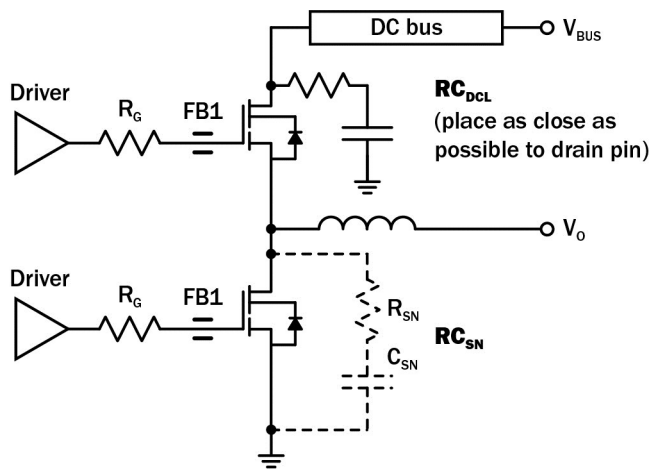 DC bus
V_BUS
Driver
R_G
FB1
RC_DCL
(place as close as
possible to drain pin)
V_O
Driver
R_G
FB1
R_SN
RC_SN
C_SN